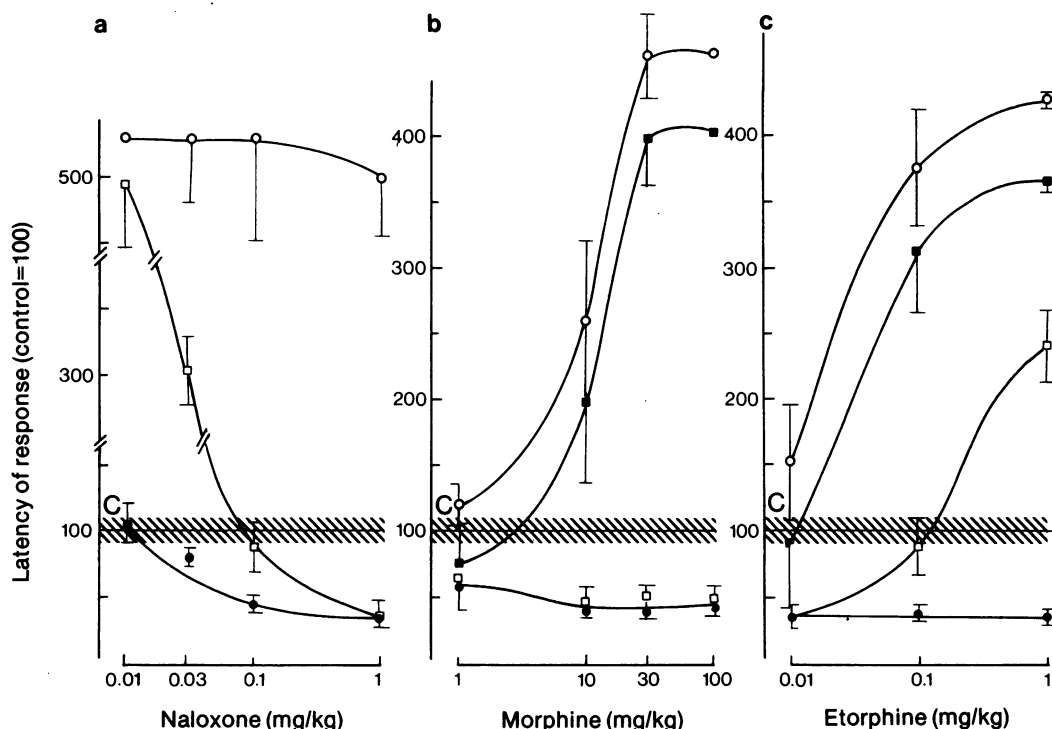 a
b
c
Latency of response (control=100)
500
300
100
C
0.01
0.03
0.1
1
Naloxone (mg/kg)
400
300
200
100
C
1
10
30
100
Morphine (mg/kg)
400
300
200
100
C
0.01
0.1
1
Etorphine (mg/kg)